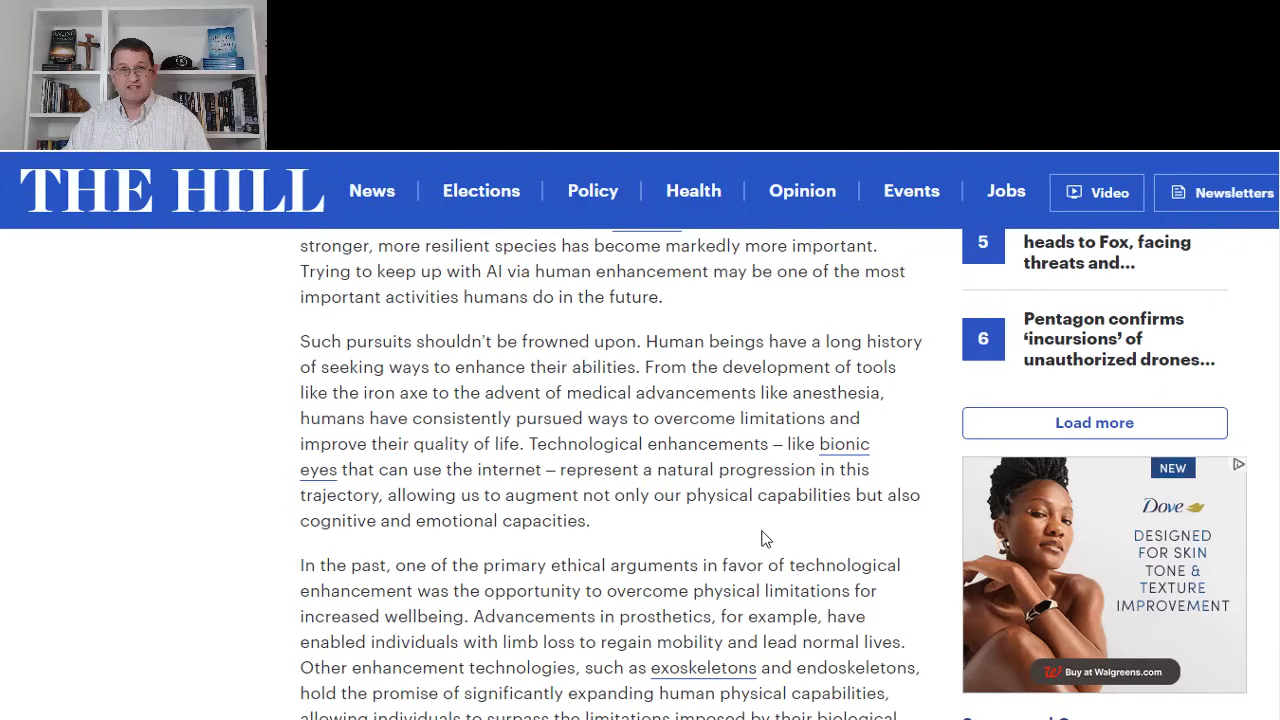 THE HILL
News
Elections
Policy
Health
Opinion
Events
Jobs
Video
Newsletters
stronger, more resilient species has become markedly more important.
Trying to keep up with AI via human enhancement may be one of the most
important activities humans do in the future.
Such pursuits shouldn't be frowned upon. Human beings have a long history
of seeking ways to enhance their abilities. From the development of tools
like the iron axe to the advent of medical advancements like anesthesia,
humans have consistently pursued ways to overcome limitations and
improve their quality of life. Technological enhancements – like bionic
eyes that can use the internet – represent a natural progression in this
trajectory, allowing us to augment not only our physical capabilities but also
cognitive and emotional capacities.
In the past, one of the primary ethical arguments in favor of technological
enhancement was the opportunity to overcome physical limitations for
increased wellbeing. Advancements in prosthetics, for example, have
enabled individuals with limb loss to regain mobility and lead normal lives.
Other enhancement technologies, such as exoskeletons and endoskeletons,
hold the promise of significantly expanding human physical capabilities,
allowing individuals to surpass the limitations imposed by their biological
5
heads to Fox, facing
threats and...
6
Pentagon confirms
‘incursions’ of
unauthorized drones...
Load more
NEW
Dove
DESIGNED
FOR SKIN
TONE &
TEXTURE
IMPROVEMENT
Buy at Walgreens.com